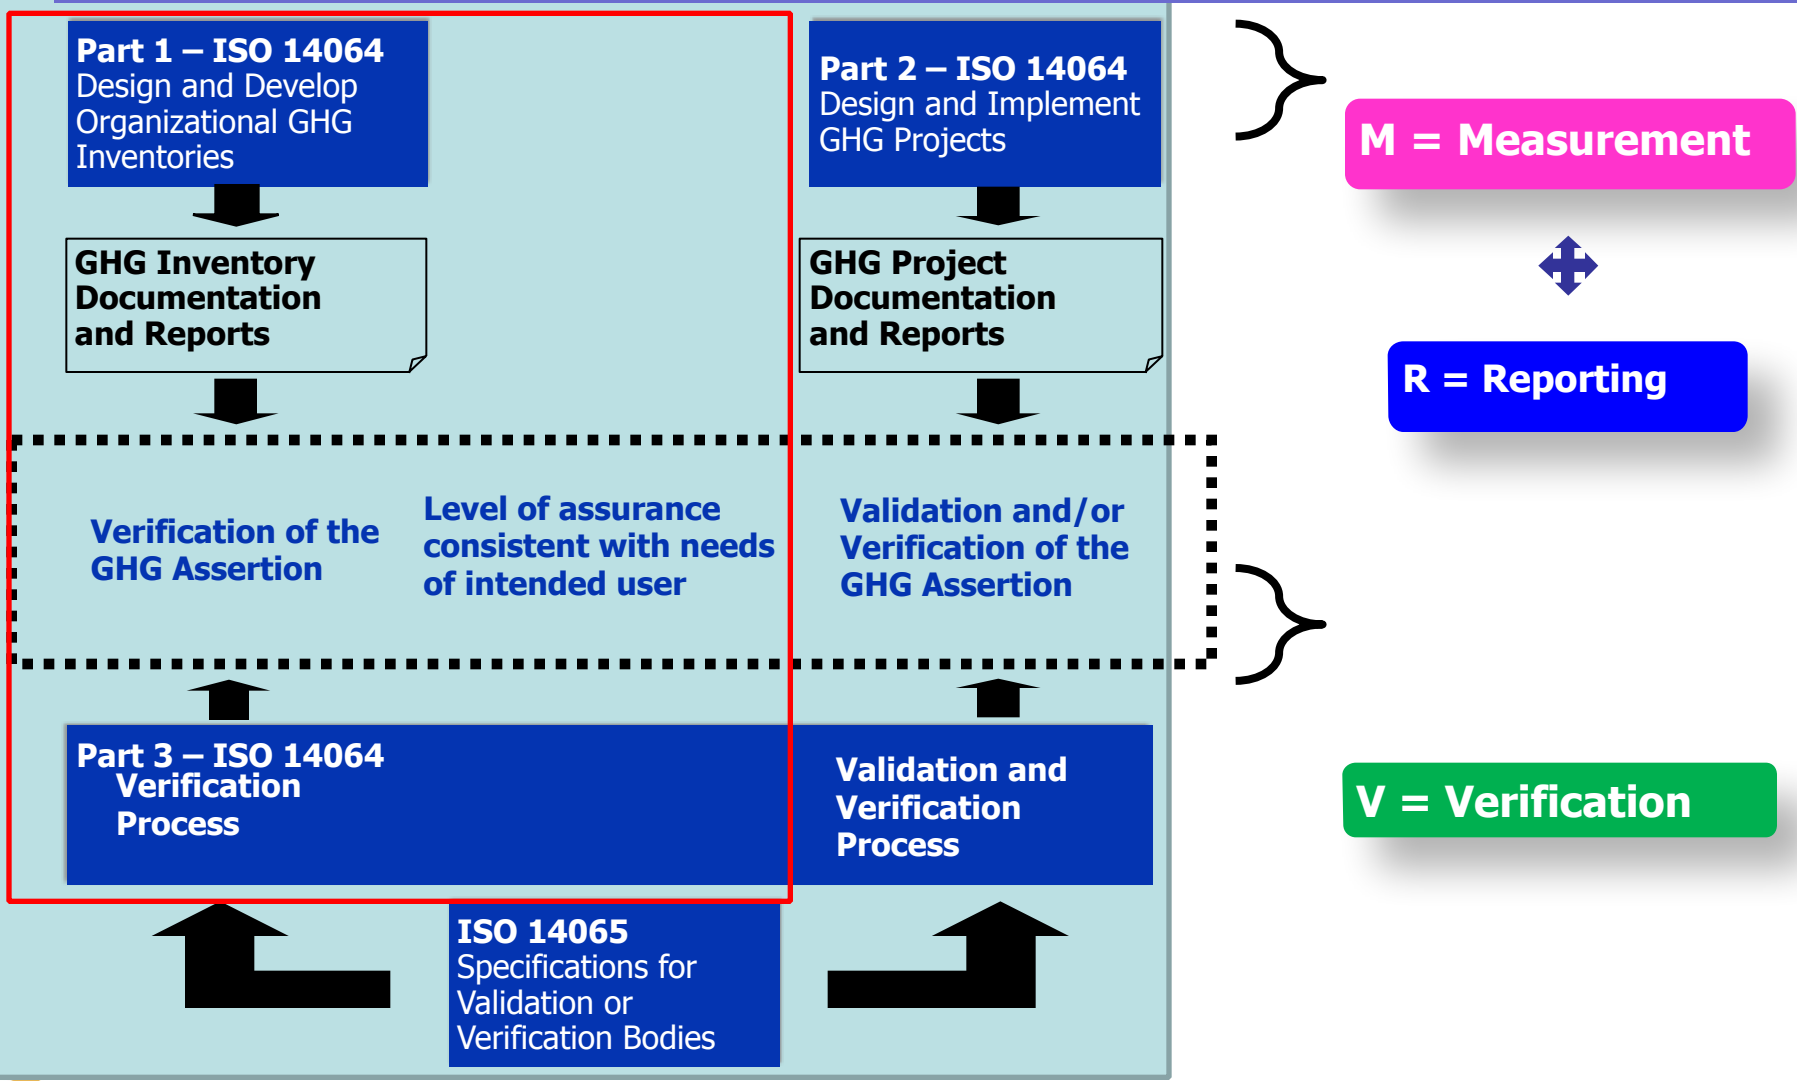 Part 1 – ISO 14064
Design and Develop
Organizational GHG
Inventories
Part 2 – ISO 14064
Design and Implement
GHG Projects
M = Measurement
GHG Inventory
Documentation
and Reports
GHG Project
Documentation
and Reports
R = Reporting
Verification of the
GHG Assertion
Level of assurance
consistent with needs
of intended user
Validation and/or
Verification of the
GHG Assertion
Part 3 – ISO 14064
Verification
Process
Validation and
Verification
Process
V = Verification
ISO 14065
Specifications for
Validation or
Verification Bodies